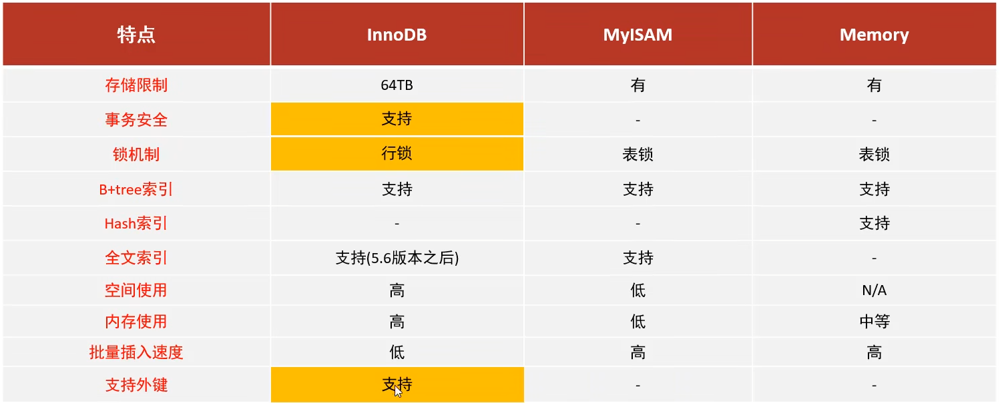 特点 InnoDB MyISAM Memory
存储限制 64TB 有 有
事务安全 支持 - -
锁机制 行锁 表锁 表锁
B+tree索引 支持 支持 支持
Hash索引 - - 支持
全文索引 支持(5.6版本之后) 支持 -
空间使用 高 低 N/A
内存使用 高 低 中等
批量插入速度 低 高 高
支持外键 支持 - -